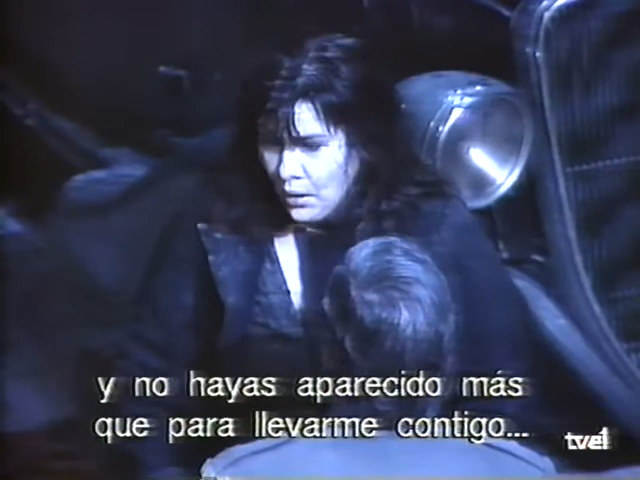 y no hayas aparecido más
que para llevarme contigo...
tve1